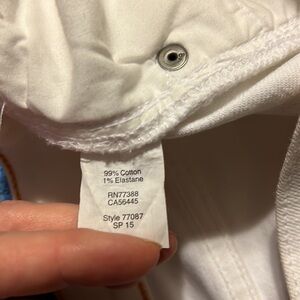 99% Cotton
1% Elastane
RN77388
CA56445
Style 77087
SP 15